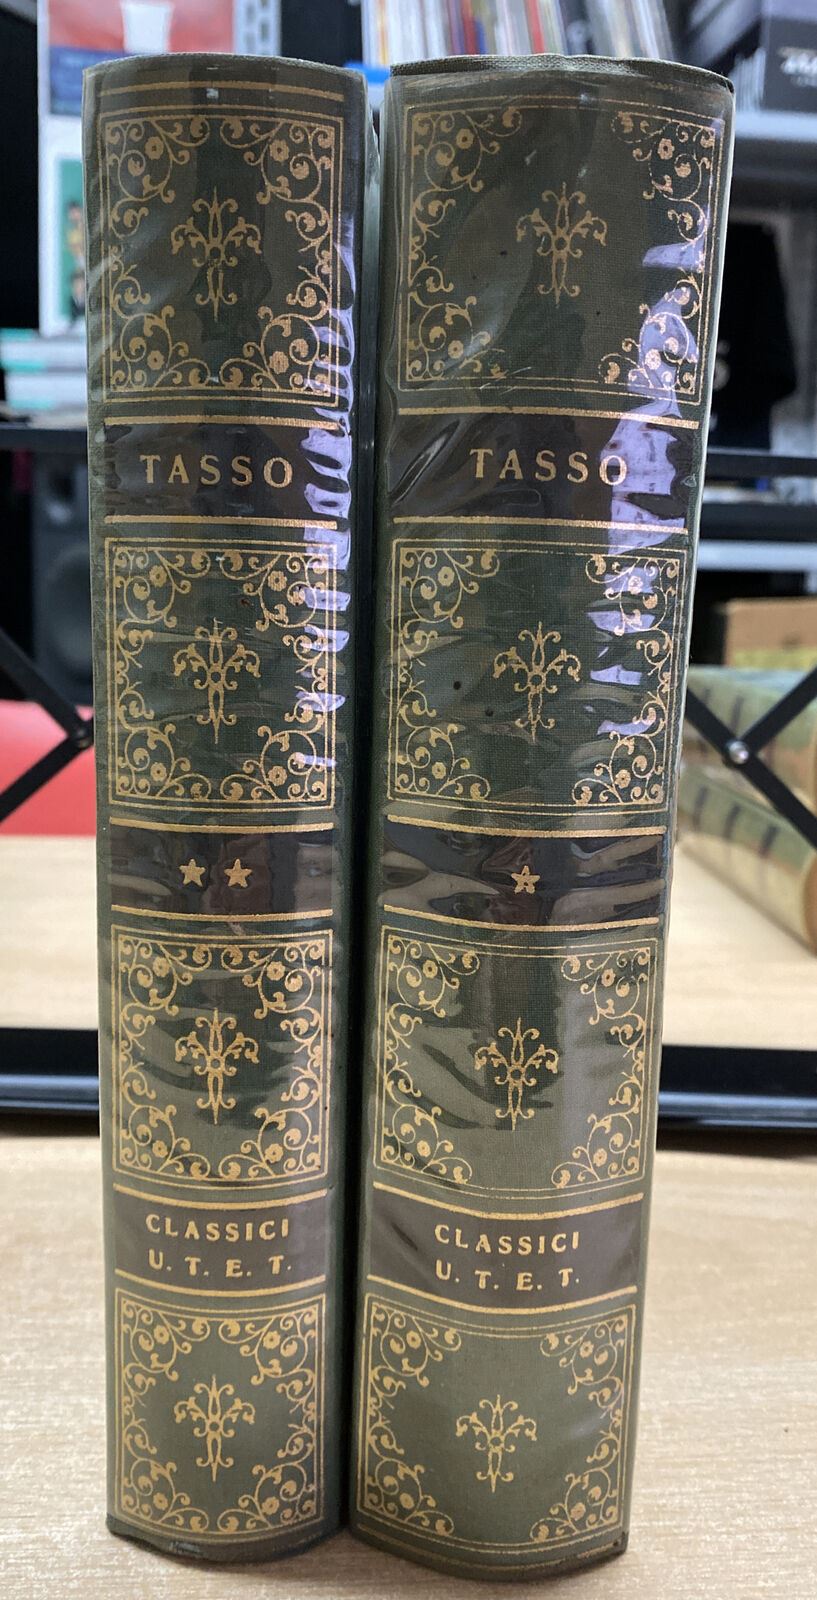 TASSO
★★
CLASSICI
U. T. E. T.
TASSO
★
CLASSICI
U. T. E. T.